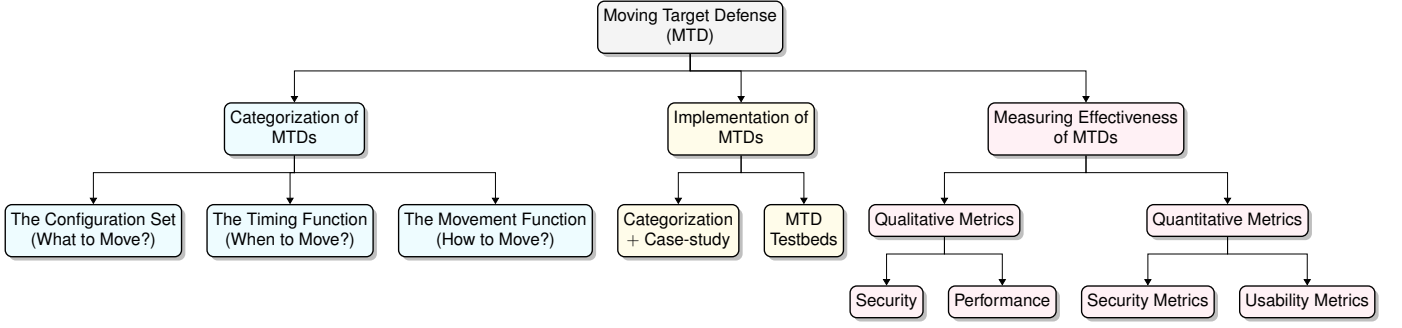 Moving Target Defense
(MTD)
Categorization of
MTDs
Implementation of
MTDs
Measuring Effectiveness
of MTDs
The Configuration Set
(What to Move?)
The Timing Function
(When to Move?)
The Movement Function
(How to Move?)
Categorization
+ Case-study
MTD
Testbeds
Qualitative Metrics
Quantitative Metrics
Security
Performance
Security Metrics
Usability Metrics